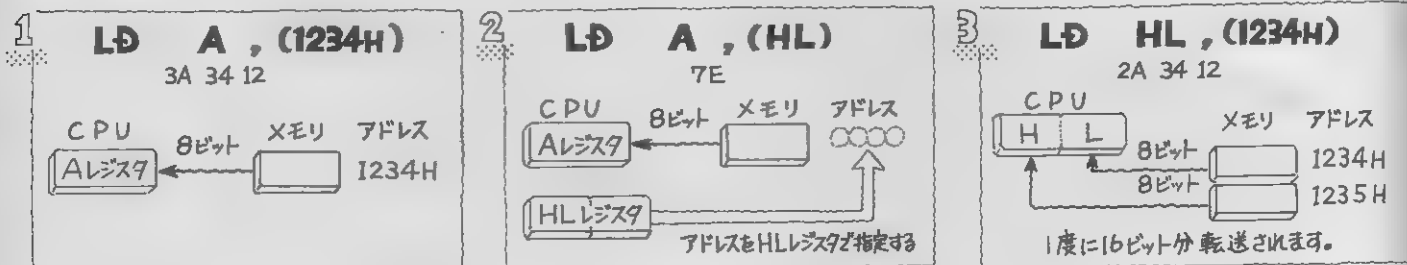 1
LD A , (1234H)
3A 34 12
CPU
Aレジスタ
8ビット
メモリ
アドレス
1234H
2
LD A , (HL)
7E
CPU
Aレジスタ
8ビット
メモリ
アドレス
○○○○
HLレジスタ
アドレスをHLレジスタで指定する
3
LD HL , (1234H)
2A 34 12
CPU
H L
8ビット
8ビット
メモリ
アドレス
1234H
1235H
1度に16ビット分転送されます。